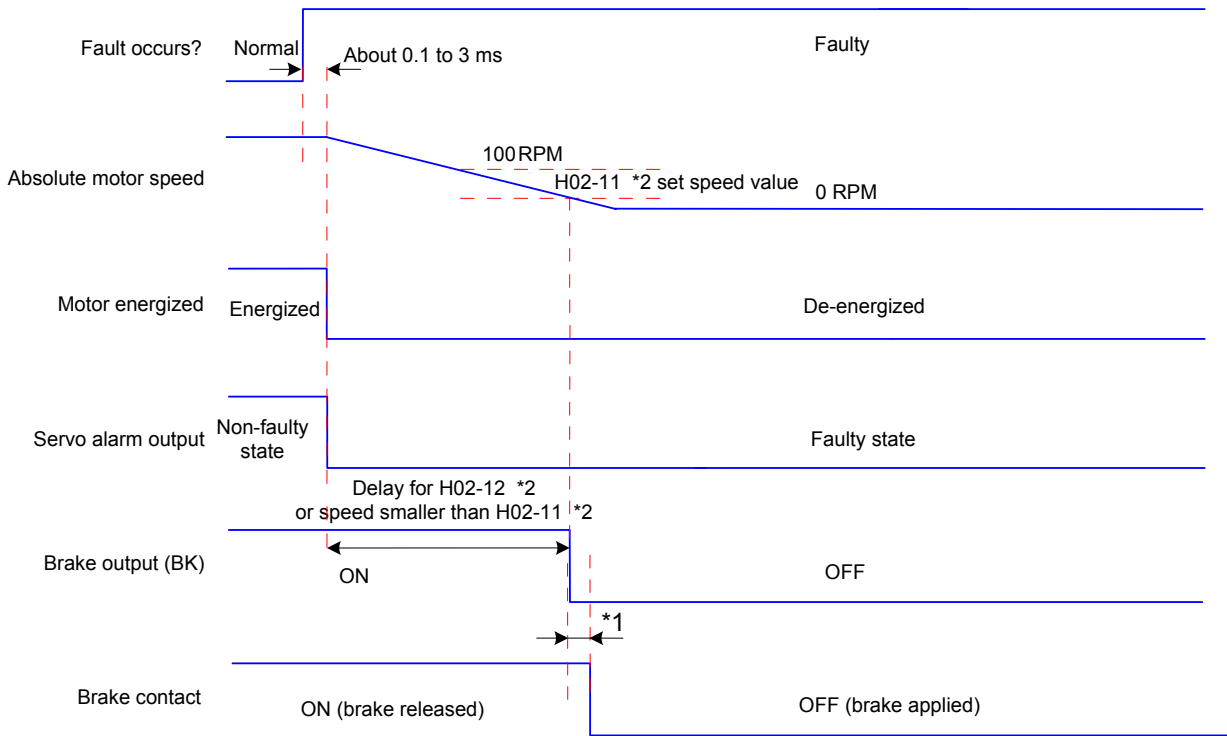 Fault occurs?
Normal
About 0.1 to 3 ms
Faulty
Absolute motor speed
100RPM
H02-11 *2 set speed value
0 RPM
Motor energized
Energized
De-energized
Servo alarm output
Non-faulty
state
Faulty state
Delay for H02-12 *2
or speed smaller than H02-11 *2
Brake output (BK)
ON
OFF
*1
Brake contact
ON (brake released)
OFF (brake applied)